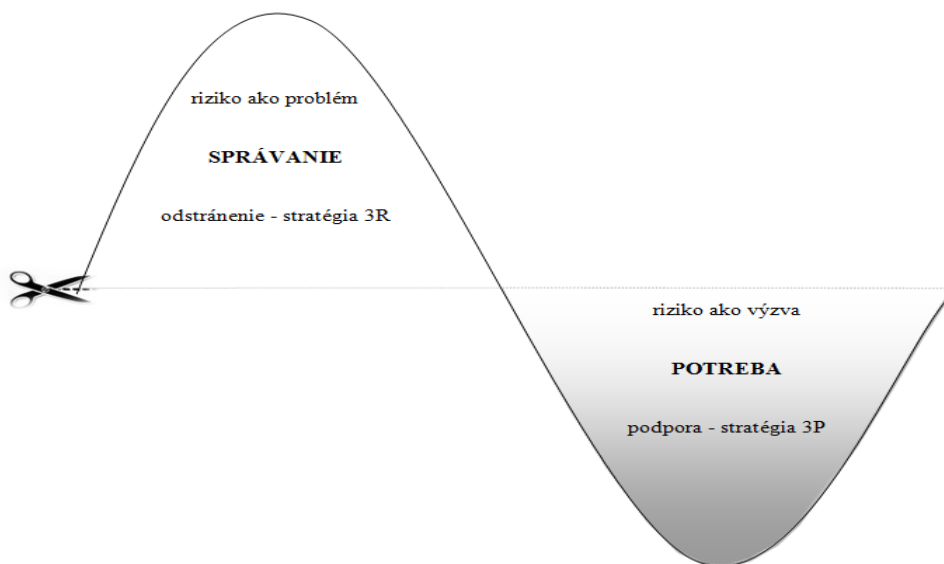 riziko ako problém
SPRÁVANIE
odstránenie - stratégia 3R
riziko ako výzva
POTREBA
podpora - stratégia 3P